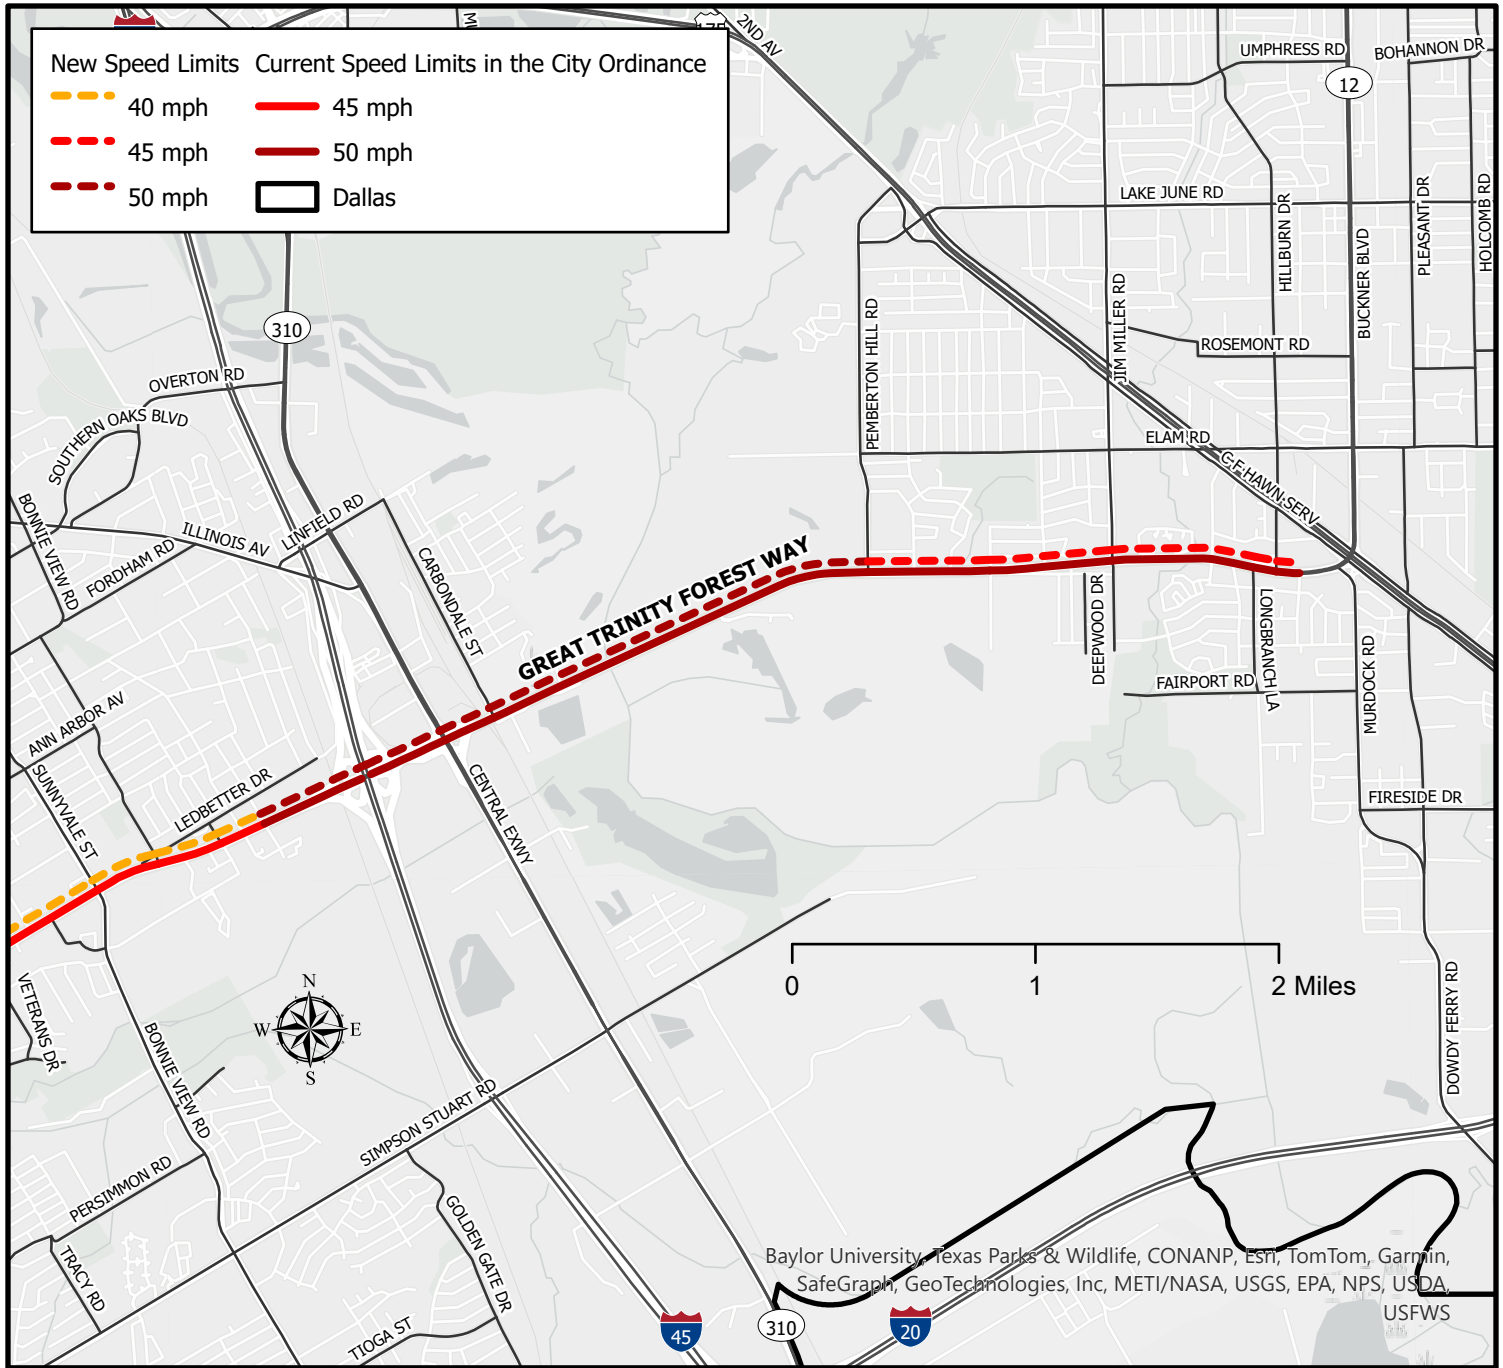 175
2ND AV
UMPHRESS RD
BOHANNON DR
12
New Speed Limits
40 mph
45 mph
50 mph
Current Speed Limits in the City Ordinance
45 mph
50 mph
Dallas
LAKE JUNE RD
HILLBURN DR
BUCKNER BLVD
PLEASANT DR
HOLCOMB RD
310
PEMBERTON HILL RD
JIM MILLER RD
ROSEMONT RD
OVERTON RD
SOUTHERN OAKS BLVD
ELAM RD
C F HAWN SERV
BONNIE VIEW RD
ILLINOIS AV
LINFIELD RD
FORDHAM RD
CARBONDALE ST
GREAT TRINITY FOREST WAY
DEEPWOOD DR
LONGBRANCH LA
FAIRPORT RD
MURDOCK RD
ANN ARBOR AV
SUNNYVALE ST
LEDBETTER DR
CENTRAL EXWY
FIRESIDE DR
0
1
2 Miles
VETERANS DR
N
W
E
S
BONNIE VIEW RD
DOWDY FERRY RD
SIMPSON STUART RD
PERSIMMON RD
GOLDEN GATE DR
TRACY RD
TIOGA ST
45
310
20
Baylor University, Texas Parks & Wildlife, CONANP, Esri, TomTom, Garmin,
SafeGraph, GeoTechnologies, Inc, METI/NASA, USGS, EPA, NPS, USDA,
USFWS